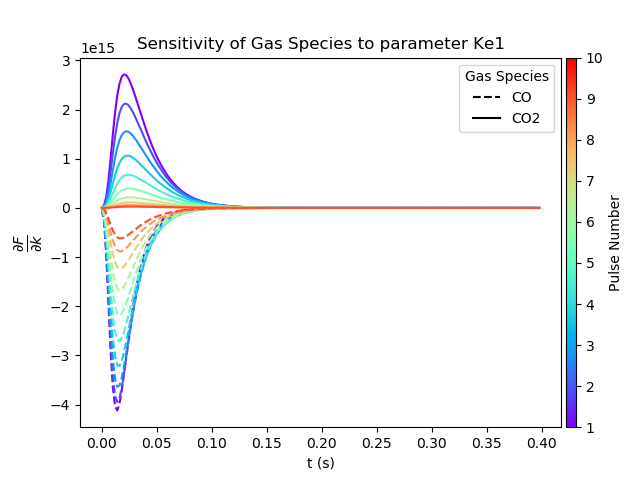 Sensitivity of Gas Species to parameter Ke1
1e15
3
2
1
0
−1
−2
−3
−4
∂F
∂k
0.00 0.05 0.10 0.15 0.20 0.25 0.30 0.35 0.40
t (s)
Gas Species
CO
CO2
10
9
8
7
6
5
4
3
2
1
Pulse Number